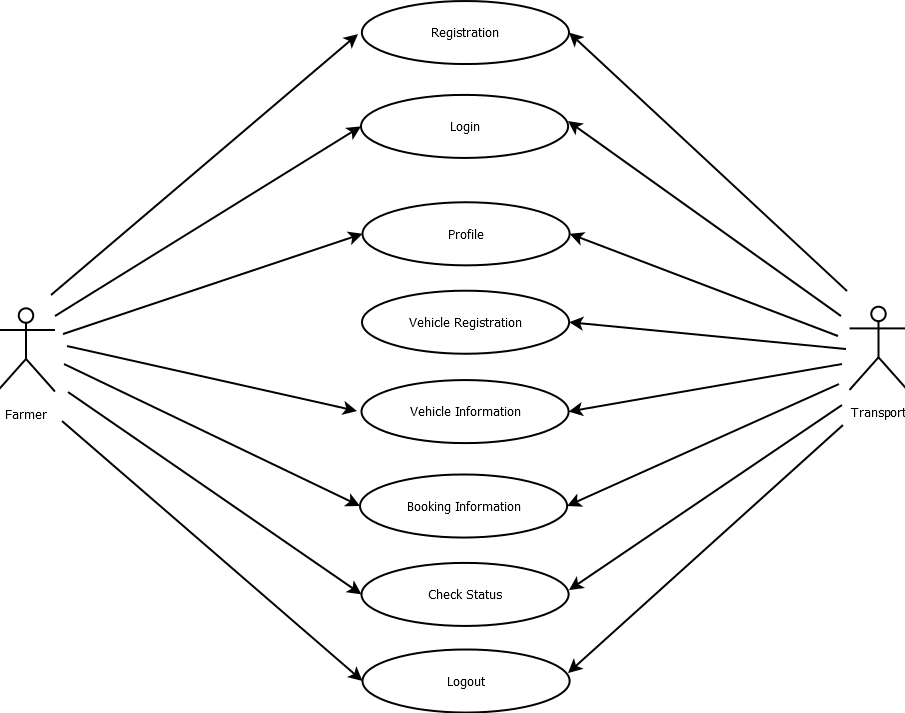 Registration
Login
Profile
Vehicle Registration
Vehicle Information
Farmer
Transport
Booking Information
Check Status
Logout